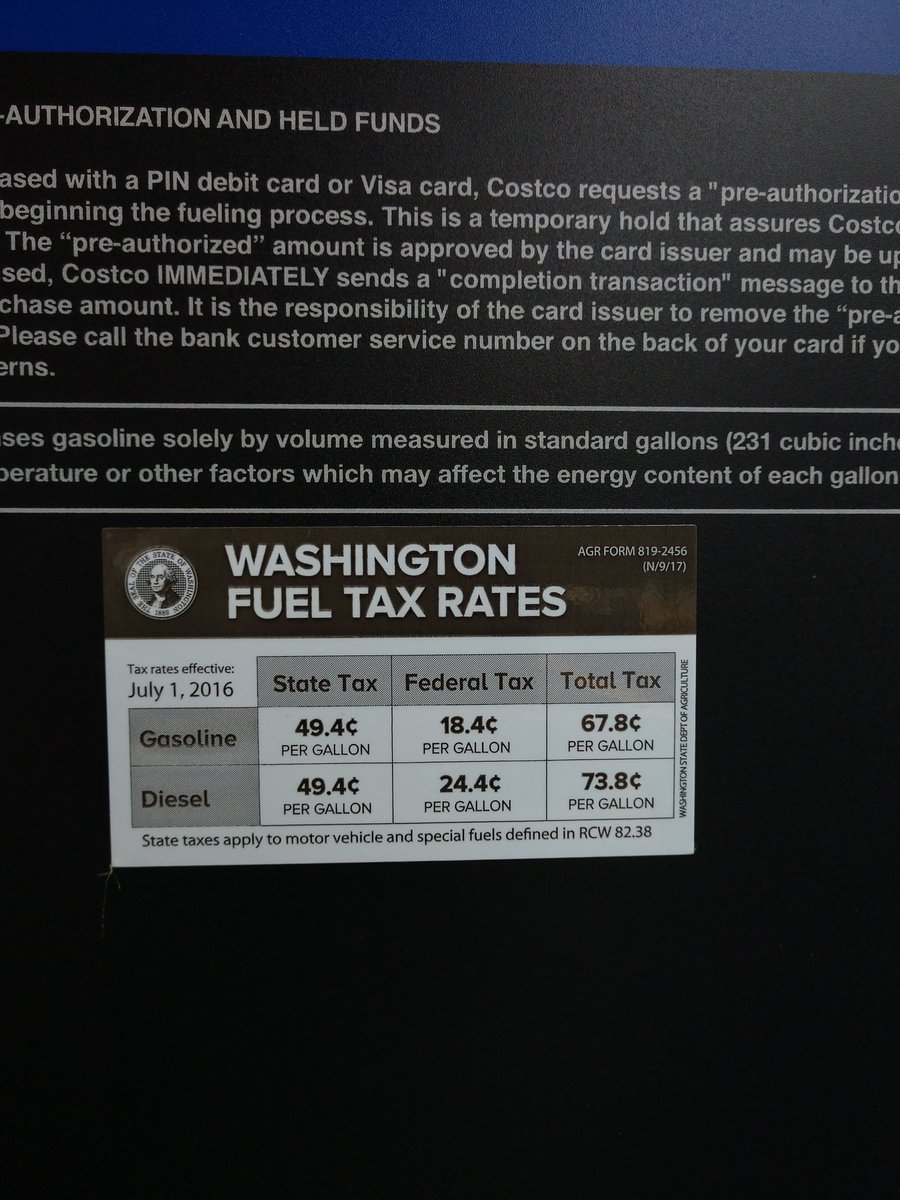 -AUTHORIZATION AND HELD FUNDS
ased with a PIN debit card or Visa card, Costco requests a "pre-authorizatio
beginning the fueling process. This is a temporary hold that assures Costco
The “pre-authorized” amount is approved by the card issuer and may be up
sed, Costco IMMEDIATELY sends a "completion transaction" message to th
chase amount. It is the responsibility of the card issuer to remove the “pre-a
Please call the bank customer service number on the back of your card if yo
erns.
ses gasoline solely by volume measured in standard gallons (231 cubic inche
perature or other factors which may affect the energy content of each gallon
THE SEAL OF THE STATE OF WASHINGTON
1889
WASHINGTON
FUEL TAX RATES
AGR FORM 819-2456
(N/9/17)
Tax rates effective:
July 1, 2016
State Tax Federal Tax Total Tax
Gasoline 49.4¢ 18.4¢ 67.8¢
PER GALLON PER GALLON PER GALLON
Diesel 49.4¢ 24.4¢ 73.8¢
PER GALLON PER GALLON PER GALLON
State taxes apply to motor vehicle and special fuels defined in RCW 82.38
WASHINGTON STATE DEPT OF AGRICULTURE